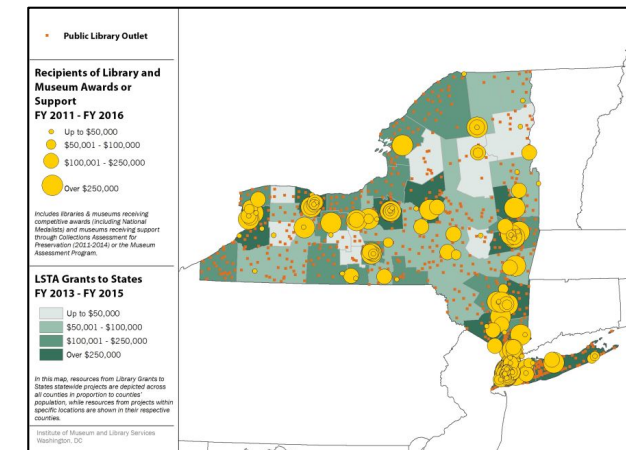 Public Library Outlet
Recipients of Library and
Museum Awards or
Support
FY 2011 - FY 2016
Up to $50,000
$50,001 - $100,000
$100,001 - $250,000
Over $250,000
Includes libraries & museums receiving
competitive awards (including National
Medalists) and museums receiving support
through Collections Assessment for
Preservation (2011-2014) or the Museum
Assessment Program.
LSTA Grants to States
FY 2013 - FY 2015
Up to $50,000
$50,001 - $100,000
$100,001 - $250,000
Over $250,000
In this map, resources from Library Grants to
States statewide projects are depicted across
all counties in proportion to counties'
population, while resources from projects within
specific locations are shown in their respective
counties.
Institute of Museum and Library Services
Washington, DC